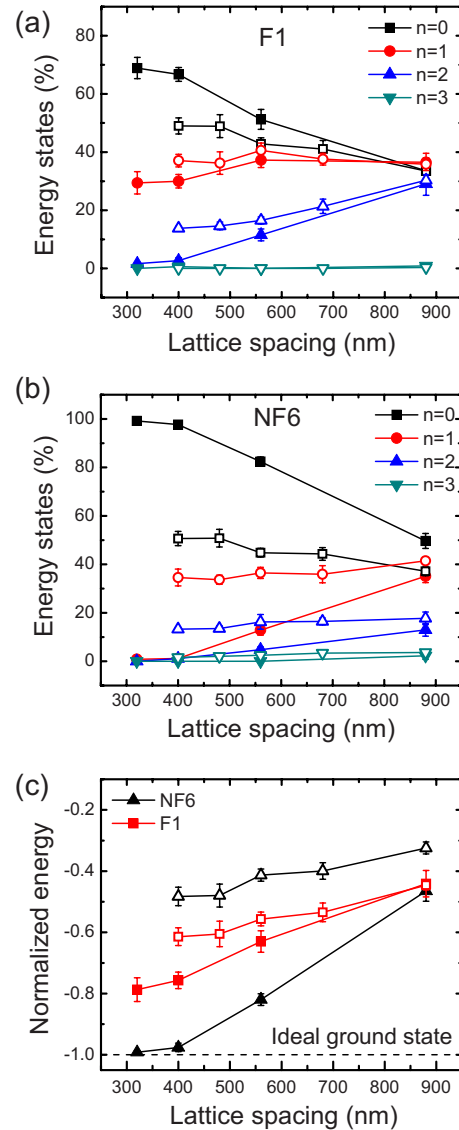 (a)
F1
n=0
n=1
n=2
n=3
Energy states (%)
80
60
40
20
0
300 400 500 600 700 800 900
Lattice spacing (nm)
(b)
NF6
n=0
n=1
n=2
n=3
Energy states (%)
100
80
60
40
20
0
300 400 500 600 700 800 900
Lattice spacing (nm)
(c)
NF6
F1
Normalized energy
-0.2
-0.4
-0.6
-0.8
-1.0
Ideal ground state
300 400 500 600 700 800 900
Lattice spacing (nm)